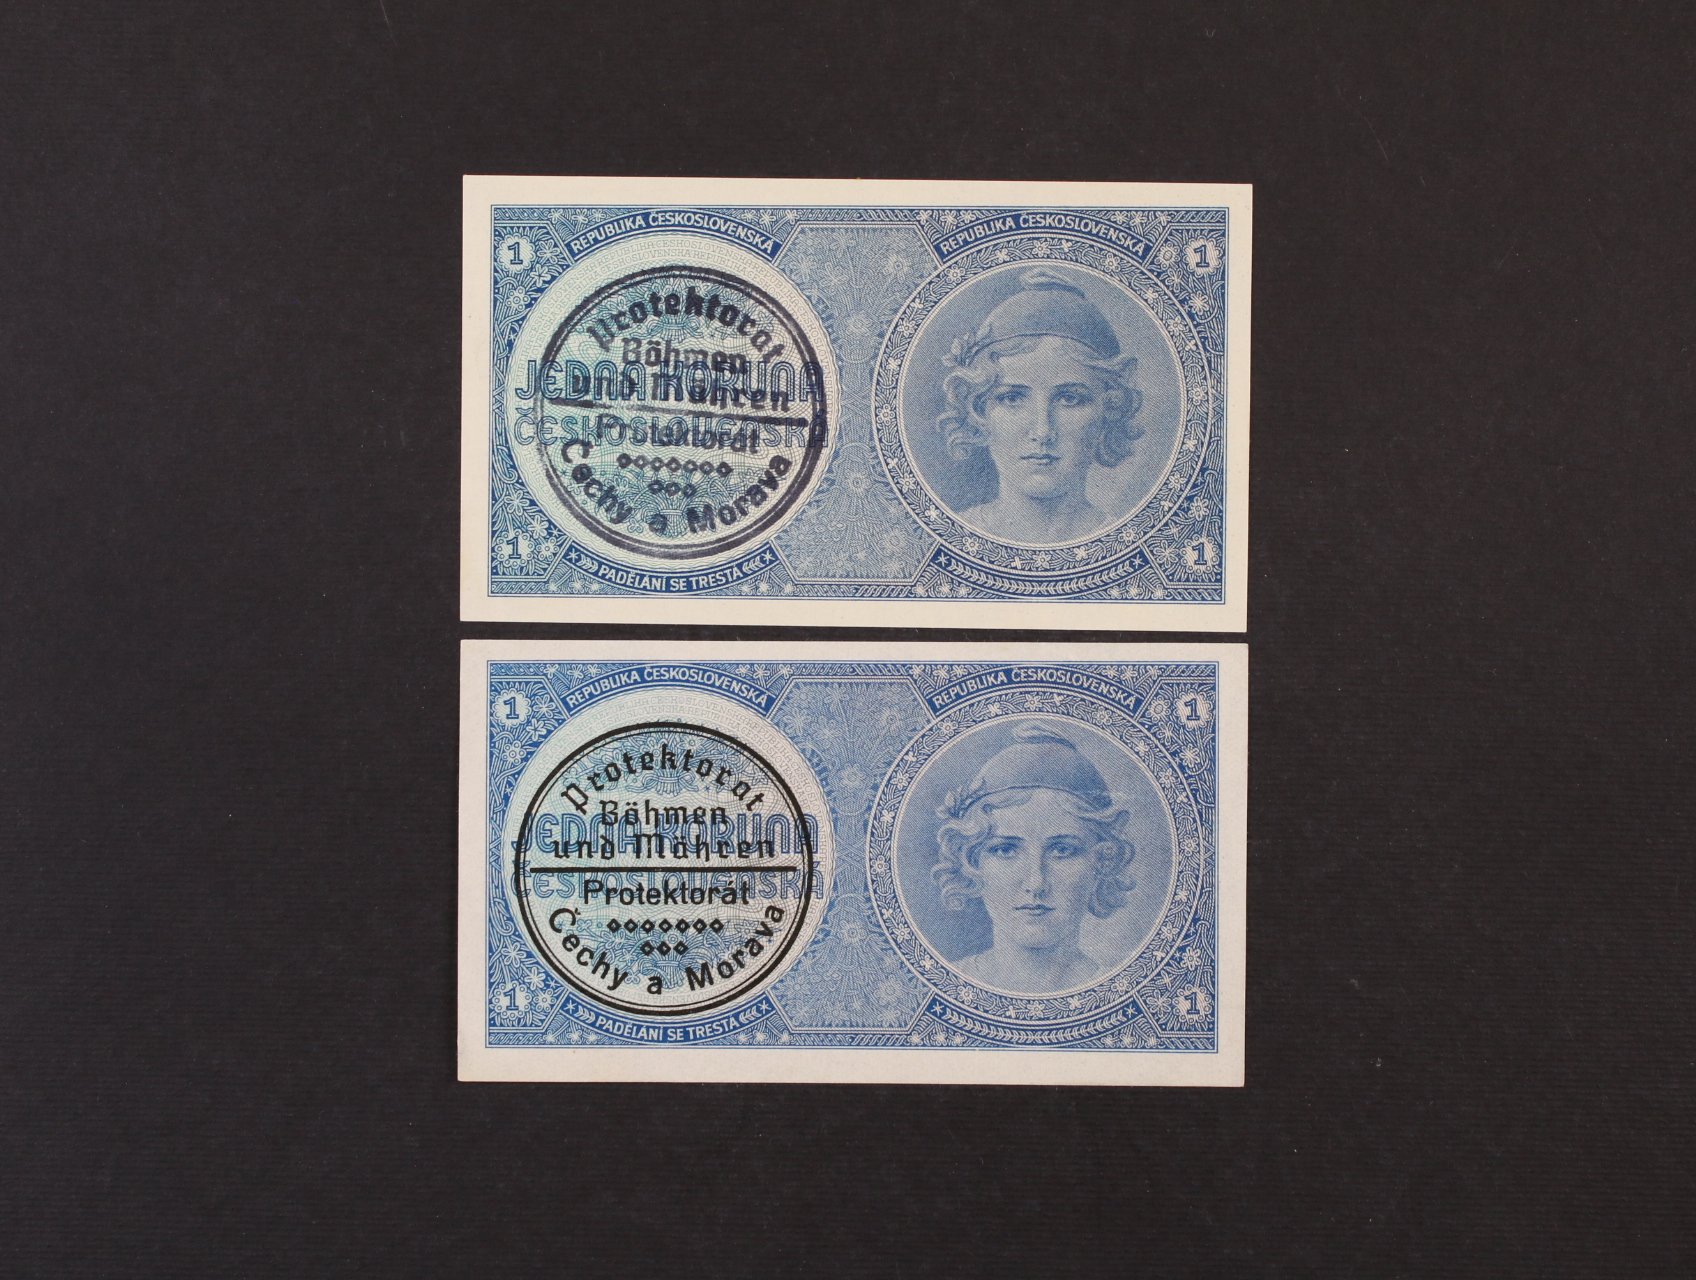 REPUBLIKA ČESKOSLOVENSKÁ
REPUBLIKA ČESKOSLOVENSKÁ
1
1
Protektorat
Böhmen
JEDNA KORUNA
und Mähren
ČESKOSLOVENSKÁ
Protektorát
Čechy a Morava
1
1
PADĚLÁNÍ SE TRESTÁ
REPUBLIKA ČESKOSLOVENSKÁ
REPUBLIKA ČESKOSLOVENSKÁ
1
1
Protektorat
Böhmen
JEDNA KORUNA
und Mähren
ČESKOSLOVENSKÁ
Protektorát
Čechy a Morava
1
1
PADĚLÁNÍ SE TRESTÁ